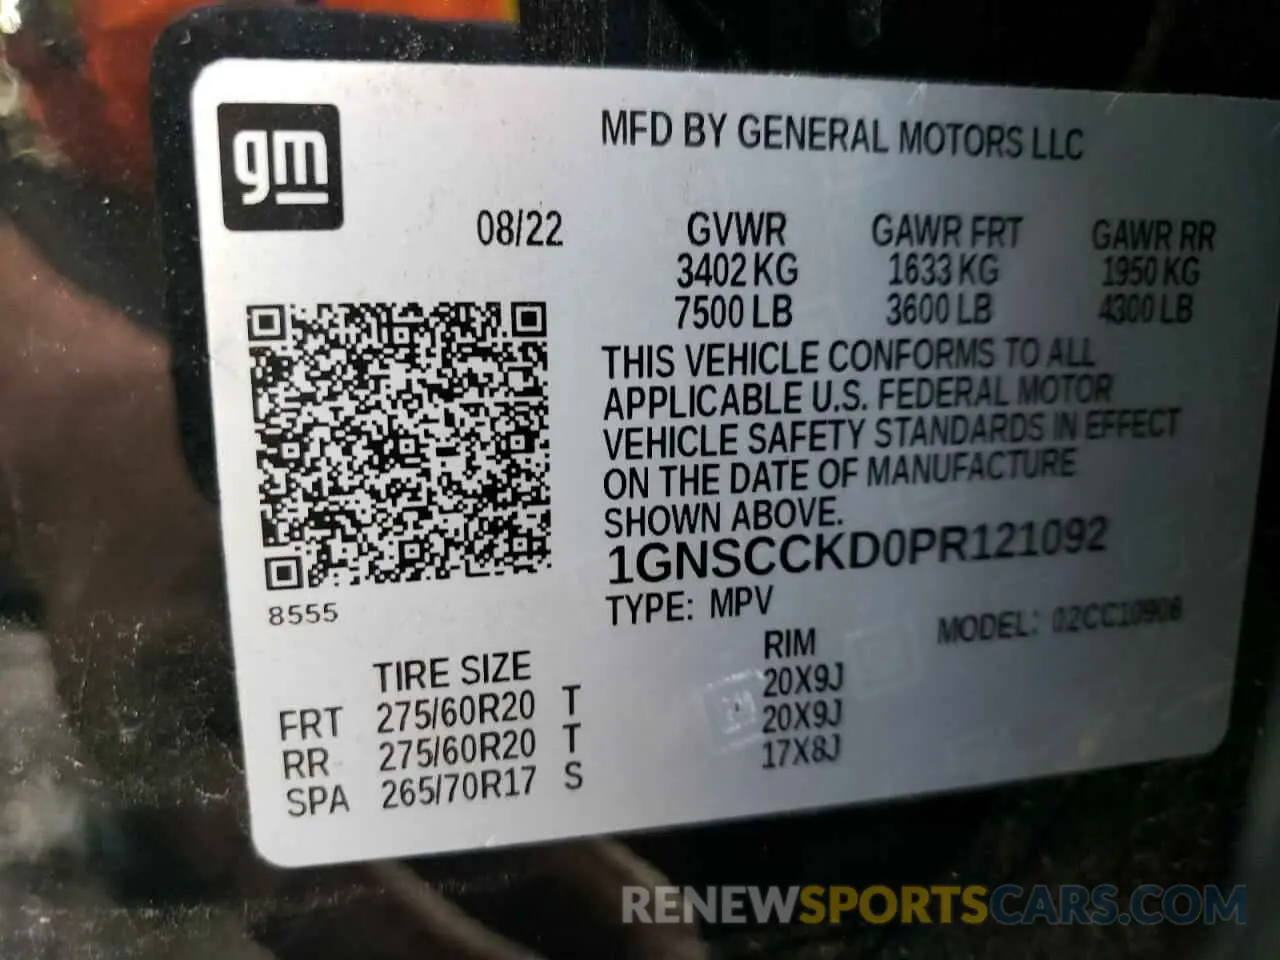 gm
MFD BY GENERAL MOTORS LLC
08/22
GVWR GAWR FRT GAWR RR
3402 KG 1633 KG 1950 KG
7500 LB 3600 LB 4300 LB
THIS VEHICLE CONFORMS TO ALL
APPLICABLE U.S. FEDERAL MOTOR
VEHICLE SAFETY STANDARDS IN EFFECT
ON THE DATE OF MANUFACTURE
SHOWN ABOVE.
1GNSCCKD0PR121092
8555
TYPE: MPV MODEL: 02CC10906
TIRE SIZE RIM
FRT 275/60R20 T 20X9J
RR 275/60R20 T 20X9J
SPA 265/70R17 S 17X8J
RENEWSPORTSCARS.COM